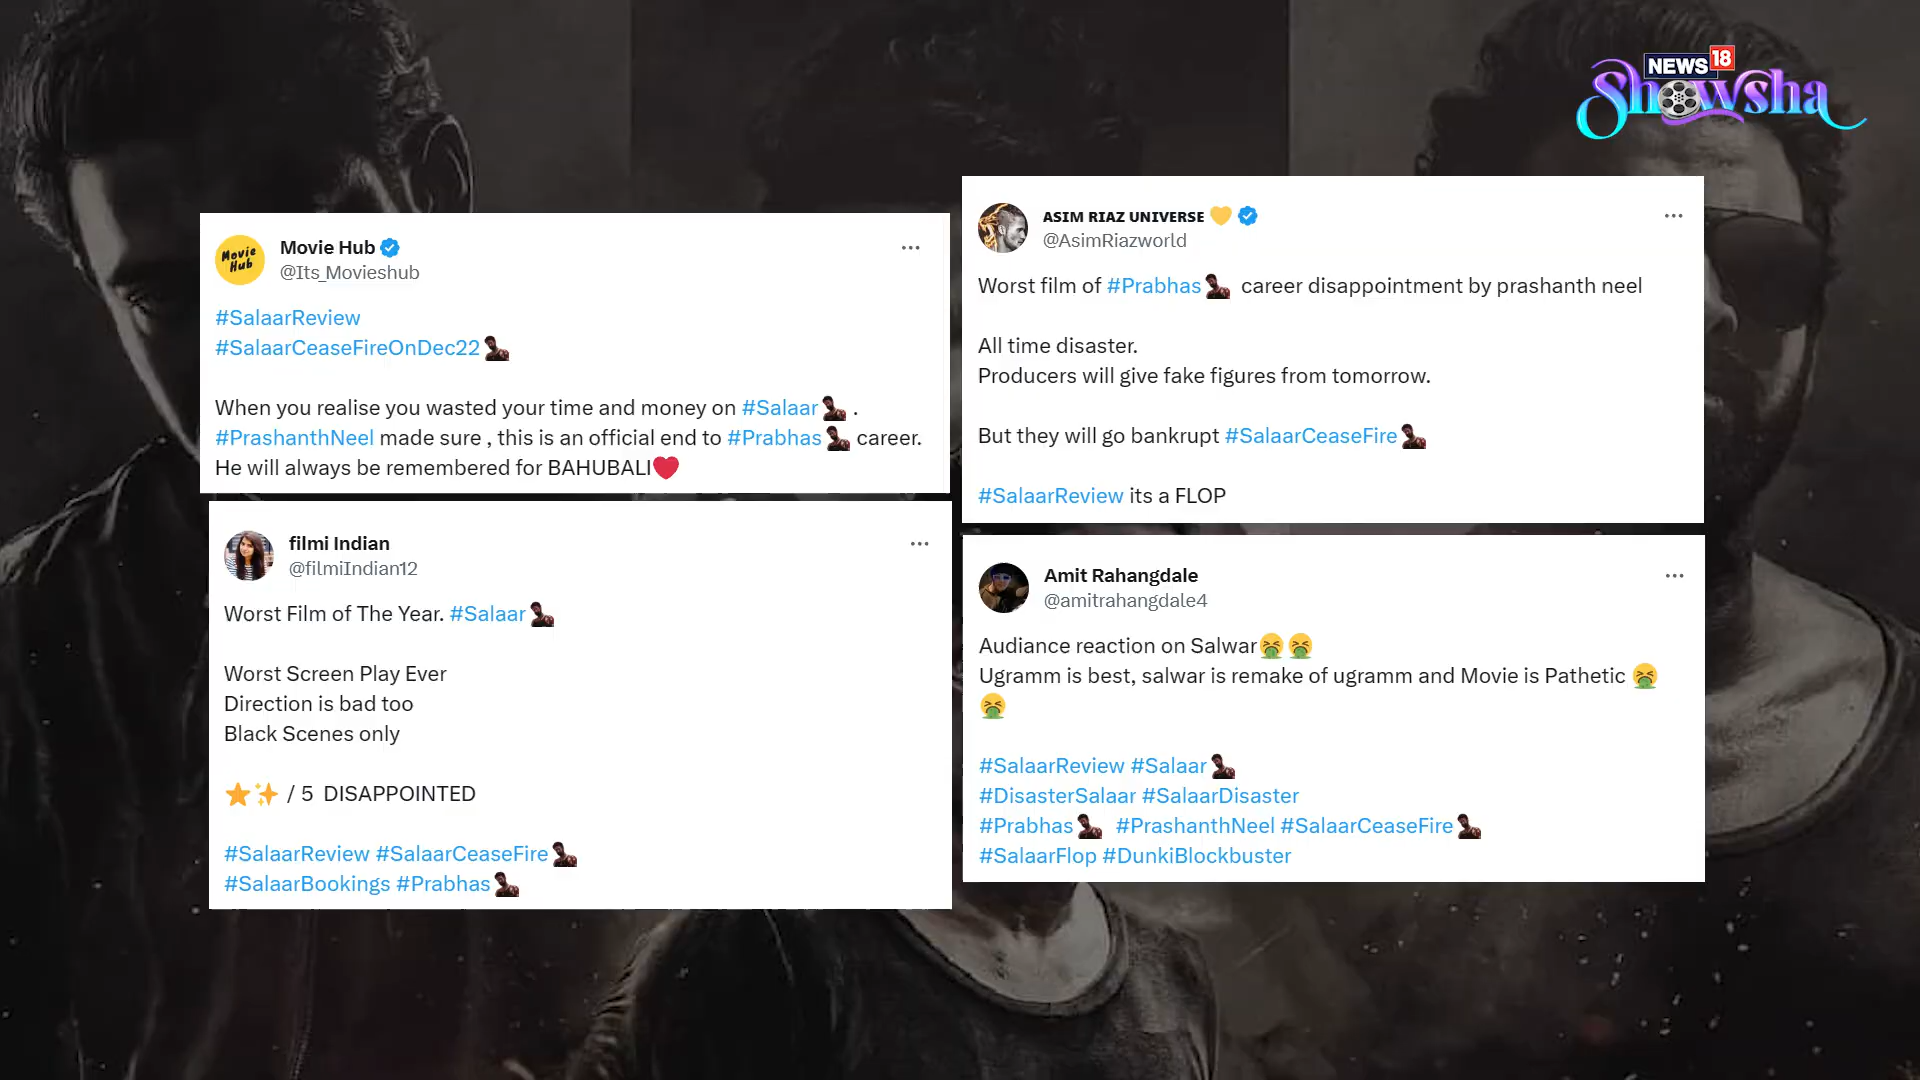 NEWS 18
Showsha
Movie Hub
Movie Hub
@Its_Movieshub
#SalaarReview
#SalaarCeaseFireOnDec22
When you realise you wasted your time and money on #Salaar .
#PrashanthNeel made sure , this is an official end to #Prabhas career.
He will always be remembered for BAHUBALI❤️
ASIM RIAZ UNIVERSE 💛
@AsimRiazworld
Worst film of #Prabhas career disappointment by prashanth neel
All time disaster.
Producers will give fake figures from tomorrow.
But they will go bankrupt #SalaarCeaseFire
#SalaarReview its a FLOP
filmi Indian
@filmiIndian12
Worst Film of The Year. #Salaar
Worst Screen Play Ever
Direction is bad too
Black Scenes only
⭐✨ / 5 DISAPPOINTED
#SalaarReview #SalaarCeaseFire
#SalaarBookings #Prabhas
Amit Rahangdale
@amitrahangdale4
Audiance reaction on Salwar🤮🤮
Ugramm is best, salwar is remake of ugramm and Movie is Pathetic 🤮
🤮
#SalaarReview #Salaar
#DisasterSalaar #SalaarDisaster
#Prabhas #PrashanthNeel #SalaarCeaseFire
#SalaarFlop #DunkiBlockbuster